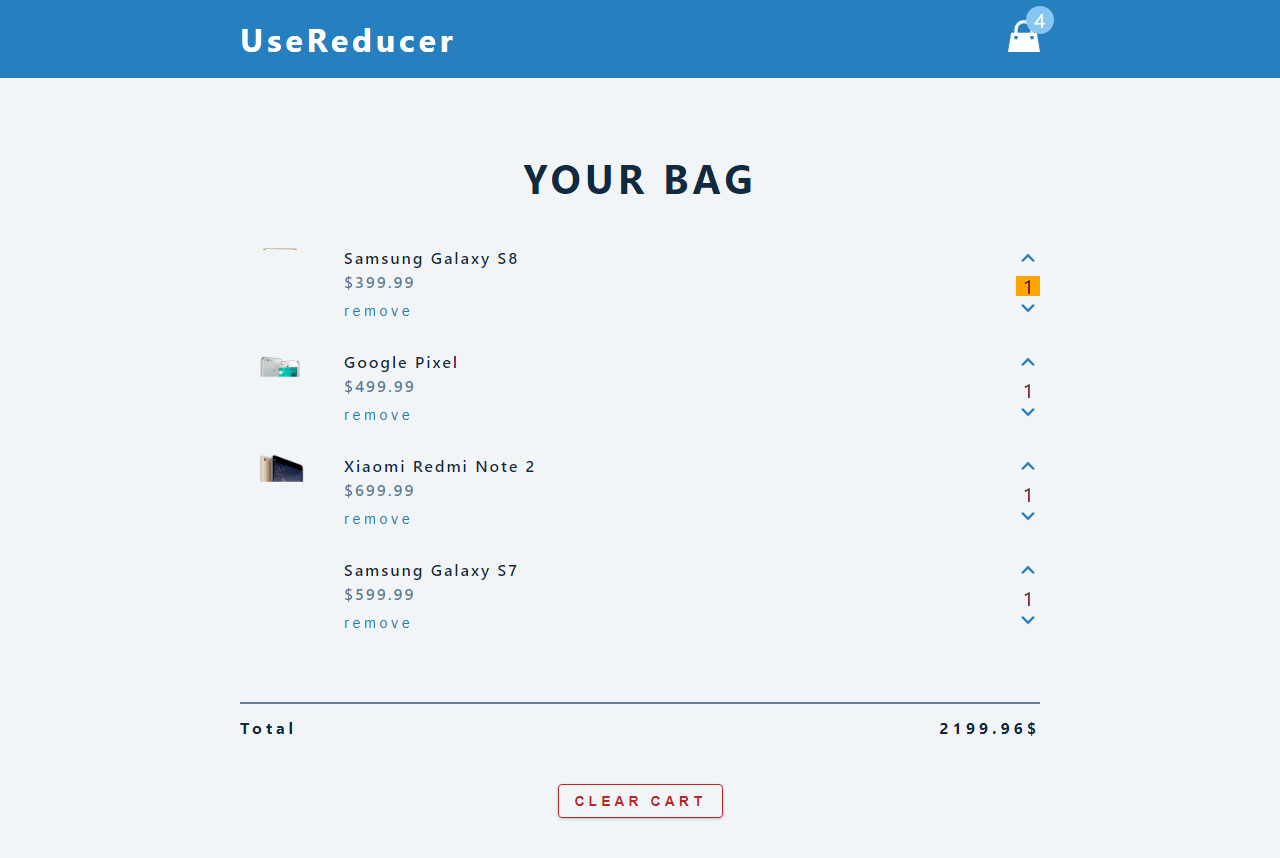 UseReducer
4
YOUR BAG
Samsung Galaxy S8
$399.99
remove
1
Google Pixel
$499.99
remove
1
Xiaomi Redmi Note 2
$699.99
remove
1
Samsung Galaxy S7
$599.99
remove
1
Total 2199.96$
CLEAR CART